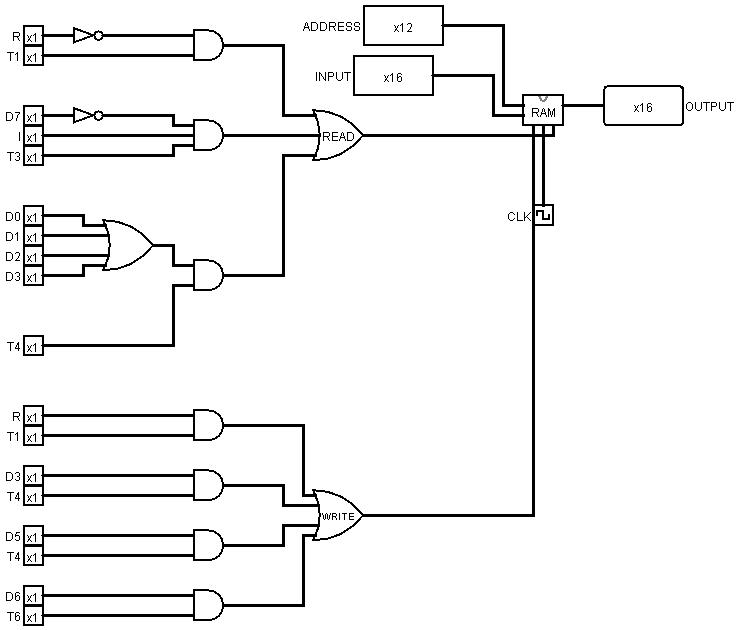 R x1
T1 x1
D7 x1
I x1
T3 x1
D0 x1
D1 x1
D2 x1
D3 x1
T4 x1
READ
ADDRESS x12
INPUT x16
RAM
x16 OUTPUT
CLK
R x1
T1 x1
D3 x1
T4 x1
D5 x1
T4 x1
D6 x1
T6 x1
WRITE